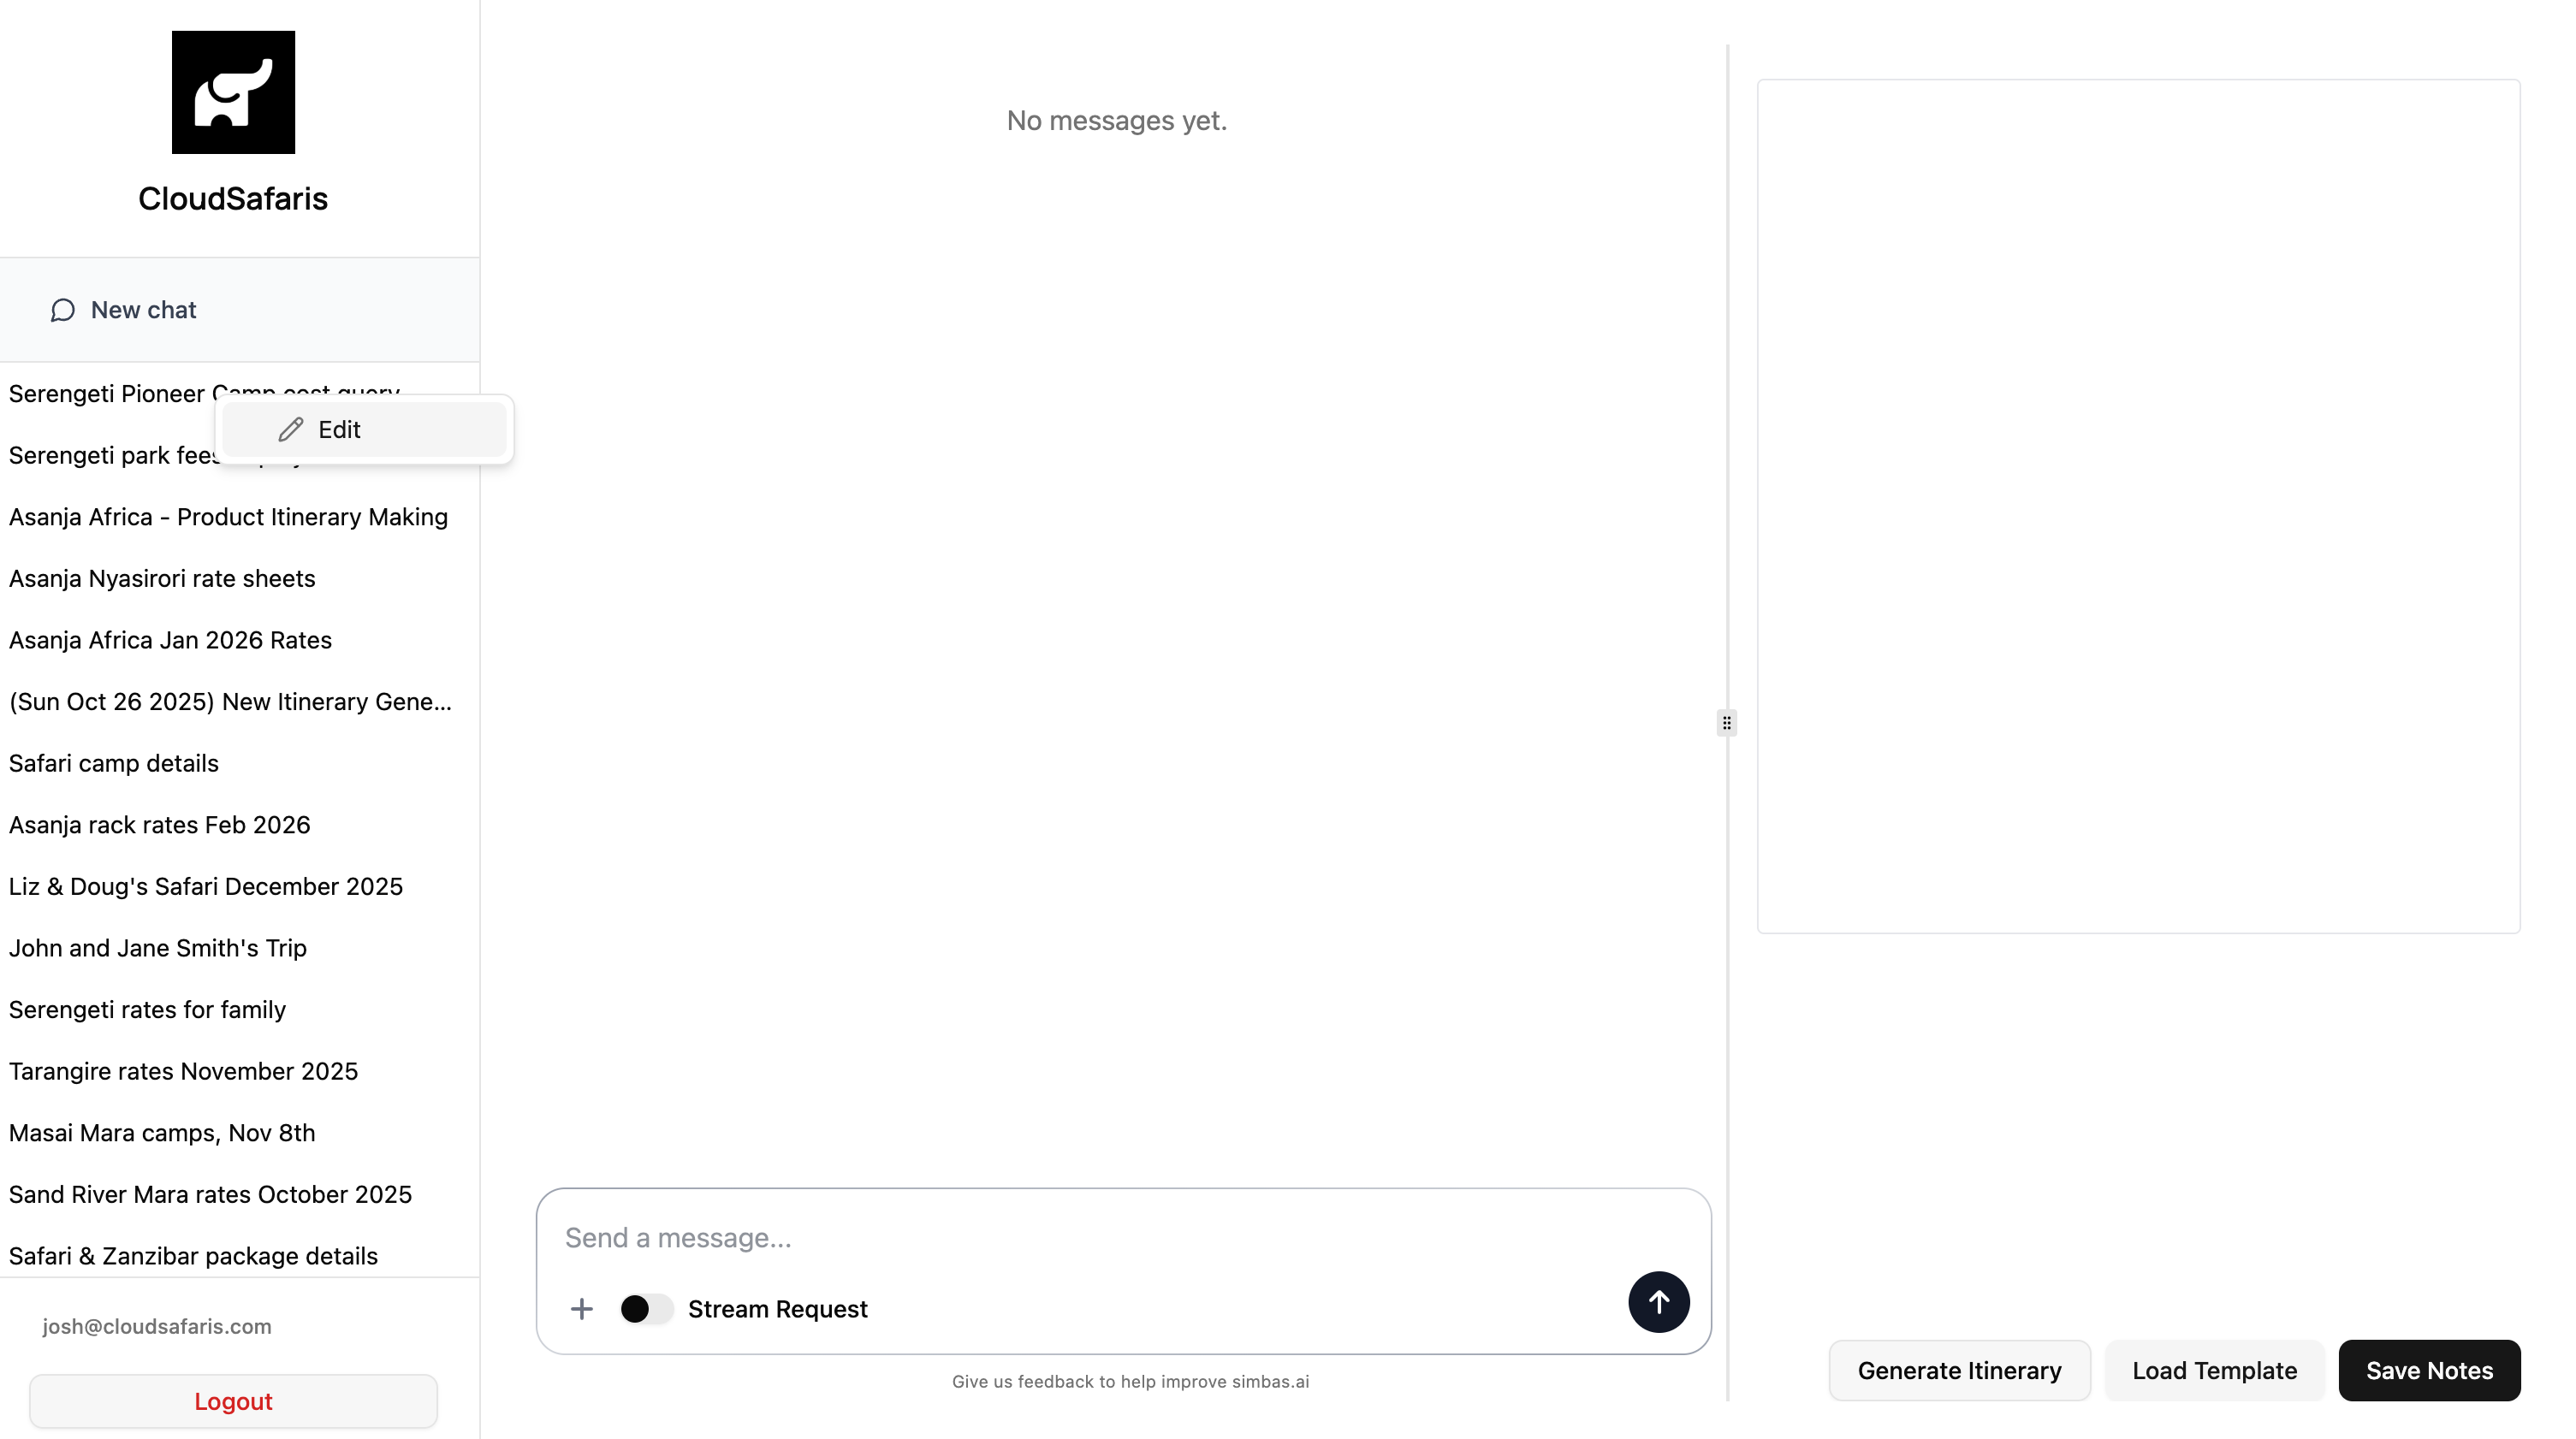 CloudSafaris
New chat
Serengeti Pioneer Camp cost query
Edit
Serengeti park fees
Asanja Africa - Product Itinerary Making
Asanja Nyasirori rate sheets
Asanja Africa Jan 2026 Rates
(Sun Oct 26 2025) New Itinerary Gene...
Safari camp details
Asanja rack rates Feb 2026
Liz & Doug's Safari December 2025
John and Jane Smith's Trip
Serengeti rates for family
Tarangire rates November 2025
Masai Mara camps, Nov 8th
Sand River Mara rates October 2025
Safari & Zanzibar package details
josh@cloudsafaris.com
Logout
No messages yet.
Send a message...
Stream Request
Give us feedback to help improve simbas.ai
Generate Itinerary
Load Template
Save Notes